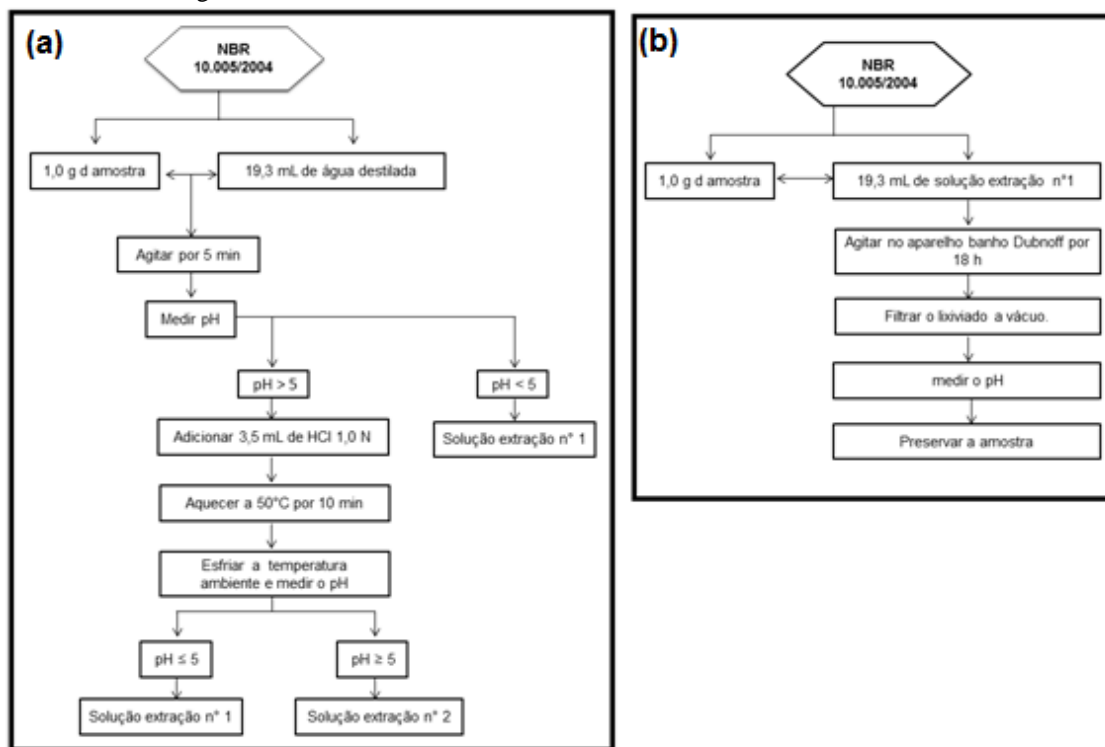 (a)
NBR
10.005/2004
1,0 g d amostra
19,3 mL de água destilada
Agitar por 5 min
Medir pH
pH > 5
pH < 5
Adicionar 3,5 mL de HCl 1,0 N
Solução extração n° 1
Aquecer a 50°C por 10 min
Esfriar a temperatura
ambiente e medir o pH
pH ≤ 5
pH ≥ 5
Solução extração n° 1
Solução extração n° 2
(b)
NBR
10.005/2004
1,0 g d amostra
19,3 mL de solução extração n°1
Agitar no aparelho banho Dubnoff por
18 h
Filtrar o lixiviado a vácuo.
medir o pH
Preservar a amostra